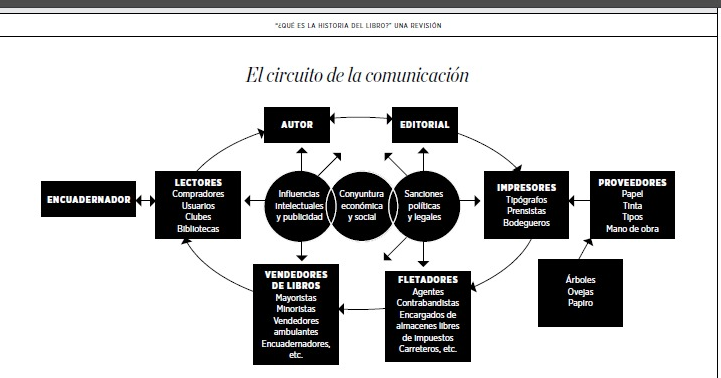 "¿QUÉ ES LA HISTORIA DEL LIBRO?" UNA REVISIÓN
El circuito de la comunicación
AUTOR
EDITORIAL
ENCUADERNADOR
LECTORES
Compradores
Usuarios
Clubes
Bibliotecas
Influencias
intelectuales
y publicidad
Conyuntura
económica
y social
Sanciones
políticas
y legales
IMPRESORES
Tipógrafos
Prensistas
Bodegueros
PROVEEDORES
Papel
Tinta
Tipos
Mano de obra
VENDEDORES
DE LIBROS
Mayoristas
Minoristas
Vendedores
ambulantes
Encuadernadores,
etc.
FLETADORES
Agentes
Contrabandistas
Encargados de
almacenes libres
de impuestos
Carreteros, etc.
Árboles
Ovejas
Papiro